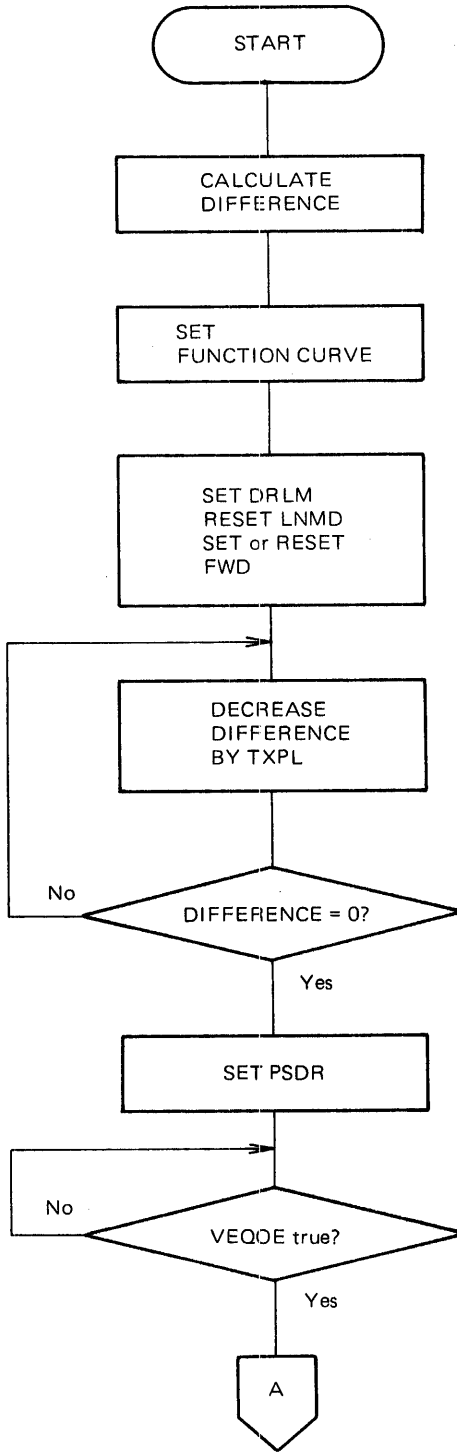 START
CALCULATE
DIFFERENCE
SET
FUNCTION CURVE
SET DRLM
RESET LNMD
SET or RESET
FWD
DECREASE
DIFFERENCE
BY TXPL
No
DIFFERENCE = 0?
Yes
SET PSDR
No
VEQOE true?
Yes
A